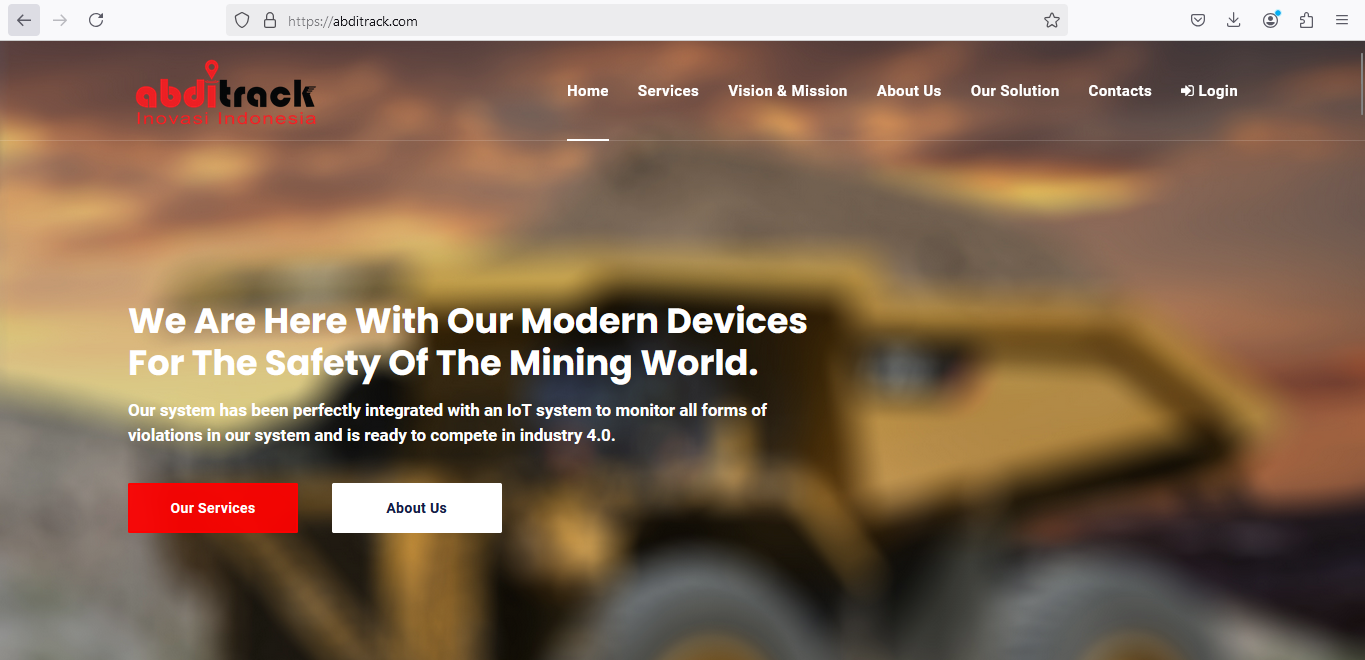 https://abditrack.com
abditrack
Inovasi Indonesia
Home Services Vision & Mission About Us Our Solution Contacts Login
We Are Here With Our Modern Devices
For The Safety Of The Mining World.
Our system has been perfectly integrated with an IoT system to monitor all forms of
violations in our system and is ready to compete in industry 4.0.
Our Services About Us